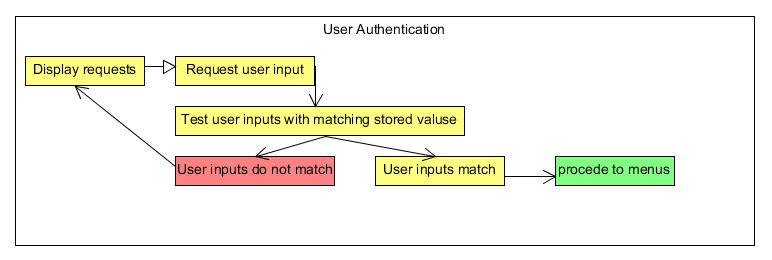 User Authentication
Display requests
Request user input
Test user inputs with matching stored valuse
User inputs do not match
User inputs match
procede to menus